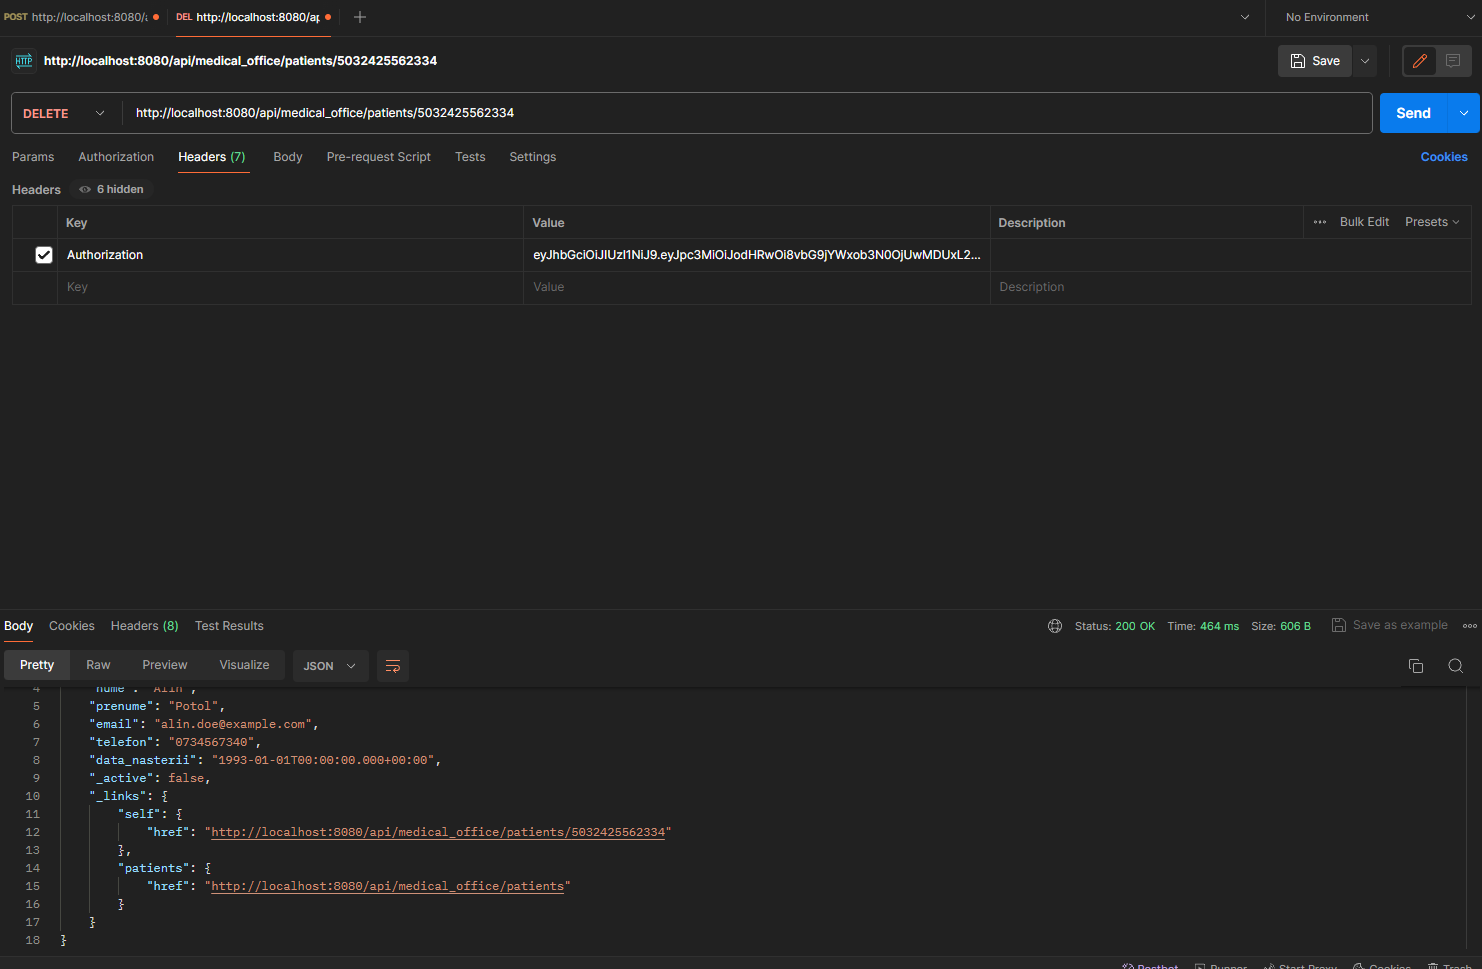 POST http://localhost:8080/
DEL http://localhost:8080/ap
No Environment
HTTP http://localhost:8080/api/medical_office/patients/5032425562334
Save
DELETE http://localhost:8080/api/medical_office/patients/5032425562334 Send
Params Authorization Headers (7) Body Pre-request Script Tests Settings Cookies
Headers 6 hidden
Key Value Description Bulk Edit Presets
Authorization eyJhbGciOiJIUzI1NiJ9.eyJpc3MiOiJodHRwOi8vbG9jYWxob3N0OjUwMDUxL2...
Key Value Description
Body Cookies Headers (8) Test Results Status: 200 OK Time: 464 ms Size: 606 B Save as example
Pretty Raw Preview Visualize JSON
4 "nume": "Alin",
5 "prenume": "Potol",
6 "email": "alin.doe@example.com",
7 "telefon": "0734567340",
8 "data_nasterii": "1993-01-01T00:00:00.000+00:00",
9 "_active": false,
10 "_links": {
11 "self": {
12 "href": "http://localhost:8080/api/medical_office/patients/5032425562334"
13 },
14 "patients": {
15 "href": "http://localhost:8080/api/medical_office/patients"
16 }
17 }
18 }
Postbot Runner Start Proxy Cookies Trash